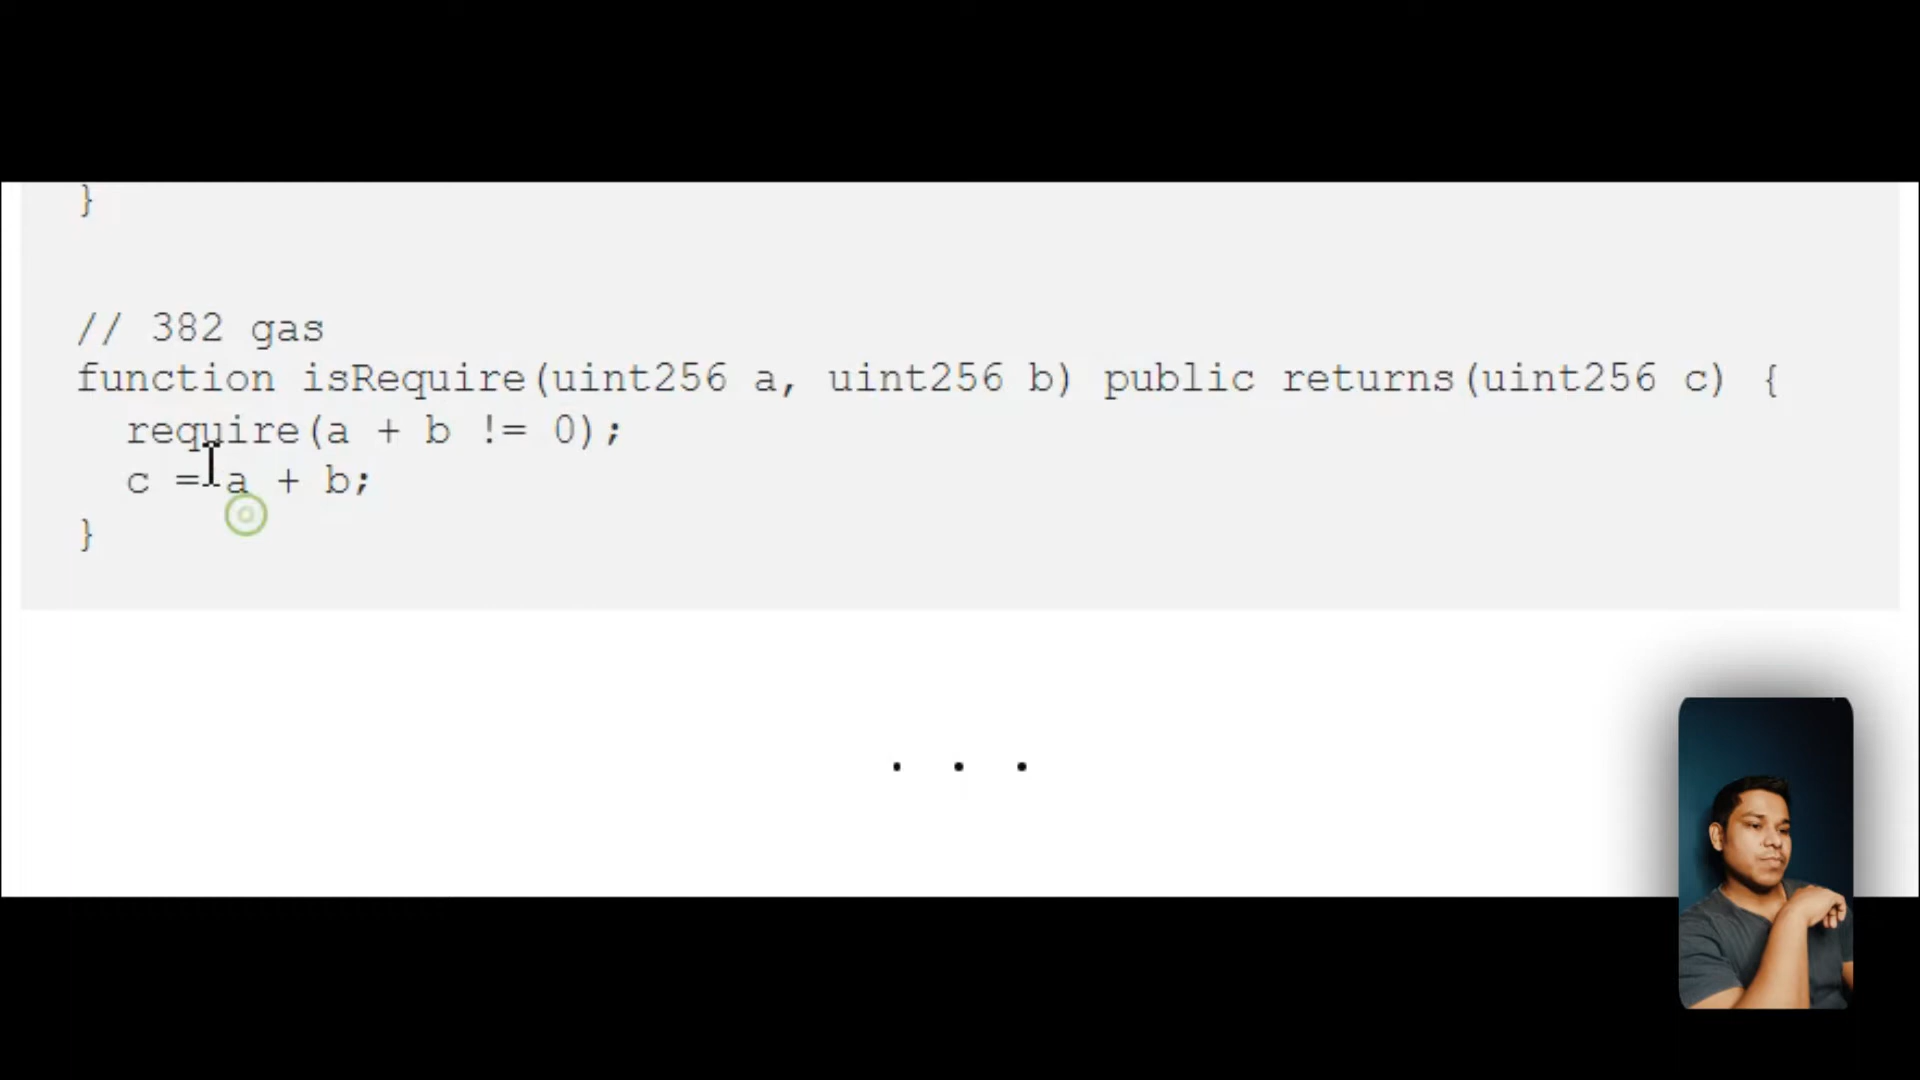 }
// 382 gas
function isRequire(uint256 a, uint256 b) public returns(uint256 c) {
require(a + b != 0);
c = a + b;
}
. . .